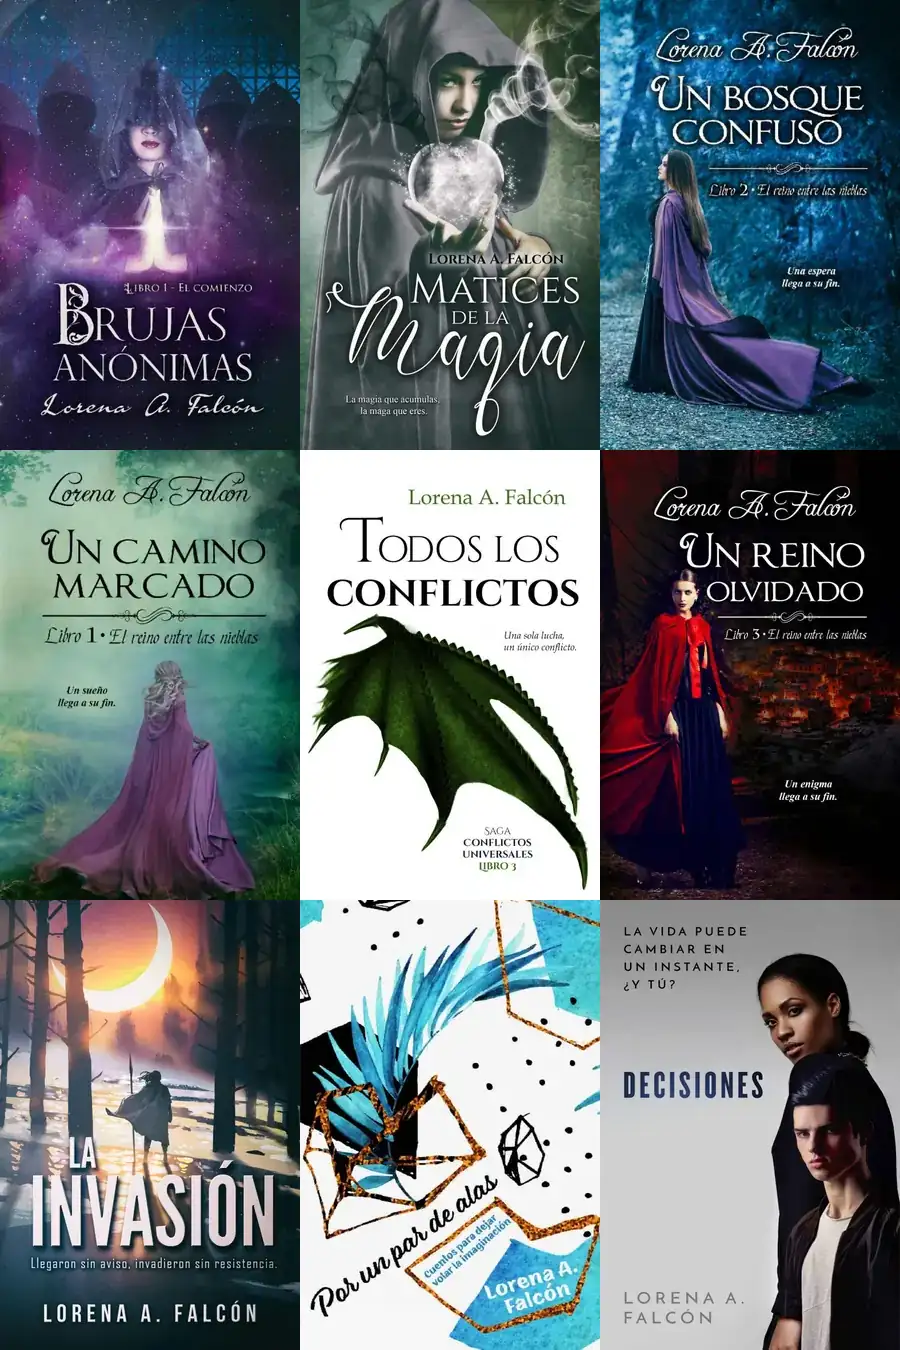 LIBRO I - EL COMIENZO
BRUJAS
ANÓNIMAS
Lorena A. Falcón
LORENA A. FALCÓN
MATICES
DE LA
Magia
La magia que acumulas,
la maga que eres.
Lorena A. Falcón
UN BOSQUE
CONFUSO
Libro 2 • El reino entre las nieblas
Una espera
llega a su fin.
Lorena A. Falcón
UN CAMINO
MARCADO
Libro 1 • El reino entre las nieblas
Un sueño
llega a su fin.
Lorena A. Falcón
TODOS LOS
CONFLICTOS
Una sola lucha,
un único conflicto.
SAGA
CONFLICTOS
UNIVERSALES
LIBRO 3
Lorena A. Falcón
UN REINO
OLVIDADO
Libro 3 • El reino entre las nieblas
Un enigma
llega a su fin.
LA
INVASIÓN
Llegaron sin aviso, invadieron sin resistencia.
LORENA A. FALCÓN
Por un par de alas
Cuentos para dejar
volar la imaginación
Lorena A.
Falcón
LA VIDA PUEDE
CAMBIAR EN
UN INSTANTE,
¿Y TÚ?
DECISIONES
LORENA A.
FALCÓN